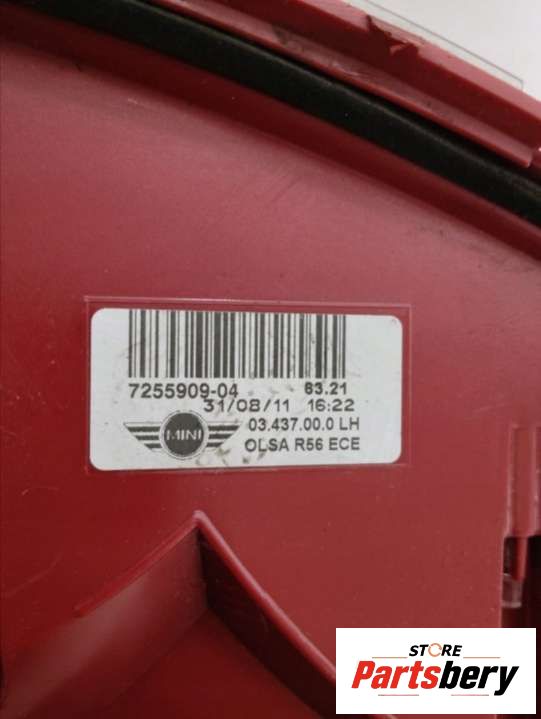 7255909-04 63.21
31/08/11 16:22
MINI
03.437.00.0 LH
OLSA R56 ECE
STORE
Partsbery